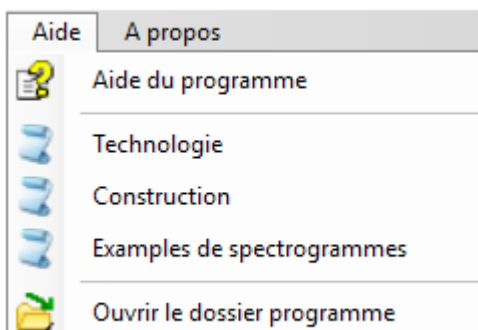 Aide A propos
Aide du programme
Technologie
Construction
Examples de spectrogrammes
Ouvrir le dossier programme